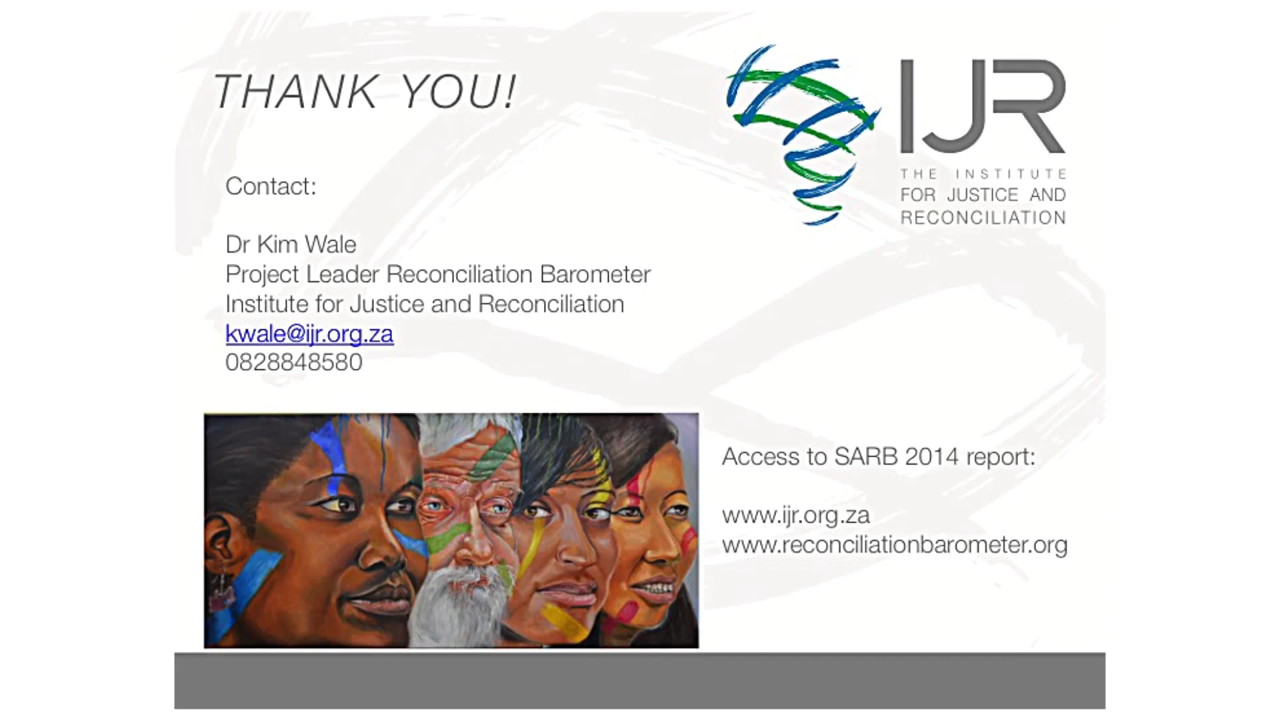 THANK YOU!
IJR
THE INSTITUTE
FOR JUSTICE AND
RECONCILIATION
Contact:
Dr Kim Wale
Project Leader Reconciliation Barometer
Institute for Justice and Reconciliation
kwale@ijr.org.za
0828848580
Access to SARB 2014 report:
www.ijr.org.za
www.reconciliationbarometer.org